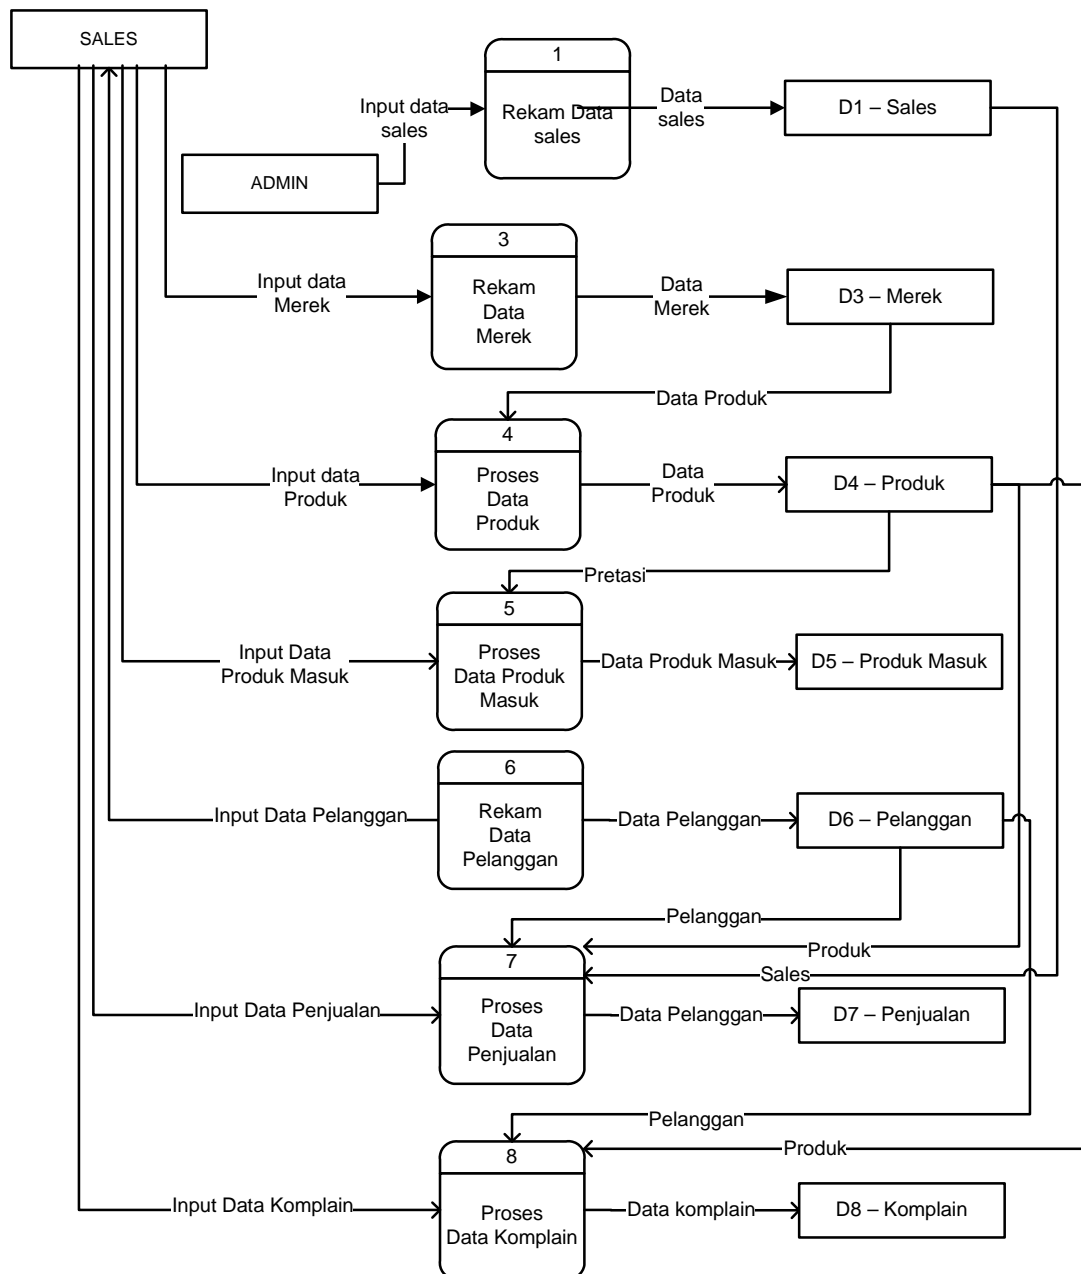 SALES
1
Rekam Data
sales
Input data
sales
Data
sales
D1 – Sales
ADMIN
3
Rekam
Data
Merek
Input data
Merek
Data
Merek
D3 – Merek
Data Produk
4
Proses
Data
Produk
Input data
Produk
Data
Produk
D4 – Produk
Pretasi
5
Proses
Data Produk
Masuk
Input Data
Produk Masuk
Data Produk Masuk
D5 – Produk Masuk
6
Rekam
Data
Pelanggan
Input Data Pelanggan
Data Pelanggan
D6 – Pelanggan
Pelanggan
Produk
7
Sales
Proses
Data
Penjualan
Input Data Penjualan
Data Pelanggan
D7 – Penjualan
Pelanggan
Produk
8
Proses
Data Komplain
Input Data Komplain
Data komplain
D8 – Komplain